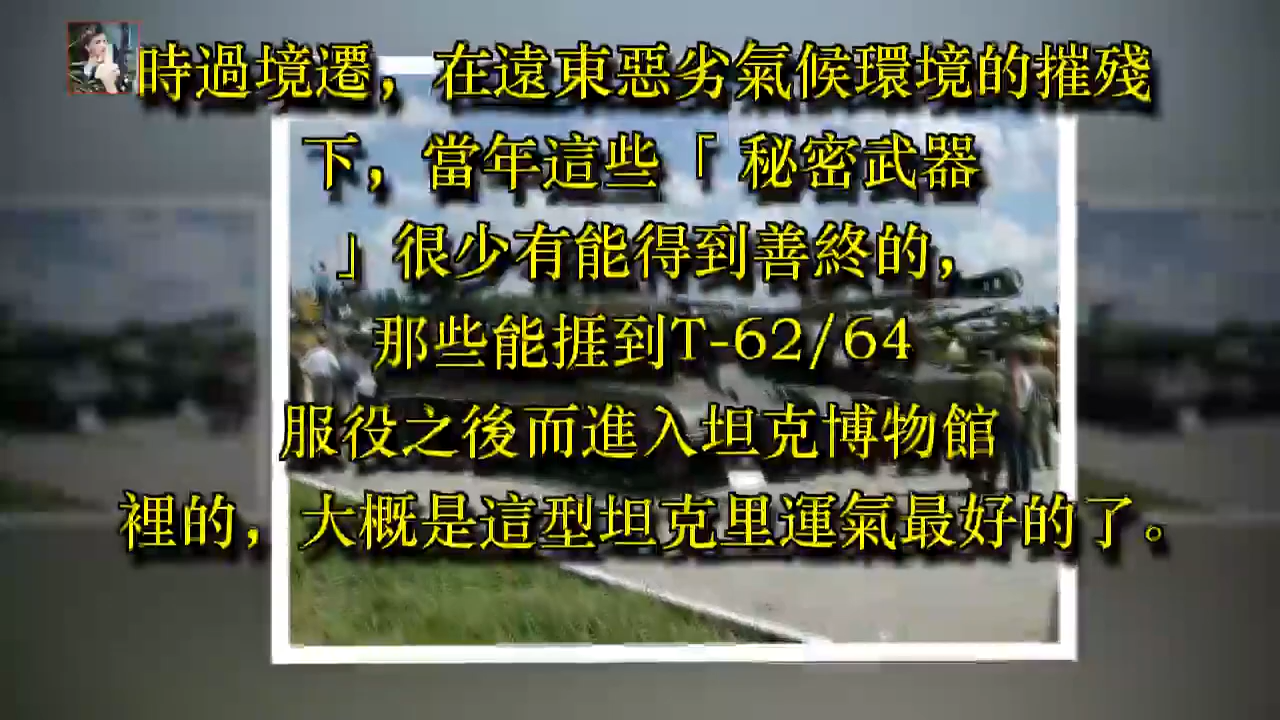 時過境遷，在遠東惡劣氣候環境的摧殘
下，當年這些「 秘密武器
」很少有能得到善終的，
那些能捱到T-62/64
服役之後而進入坦克博物館
裡的，大概是這型坦克里運氣最好的了。